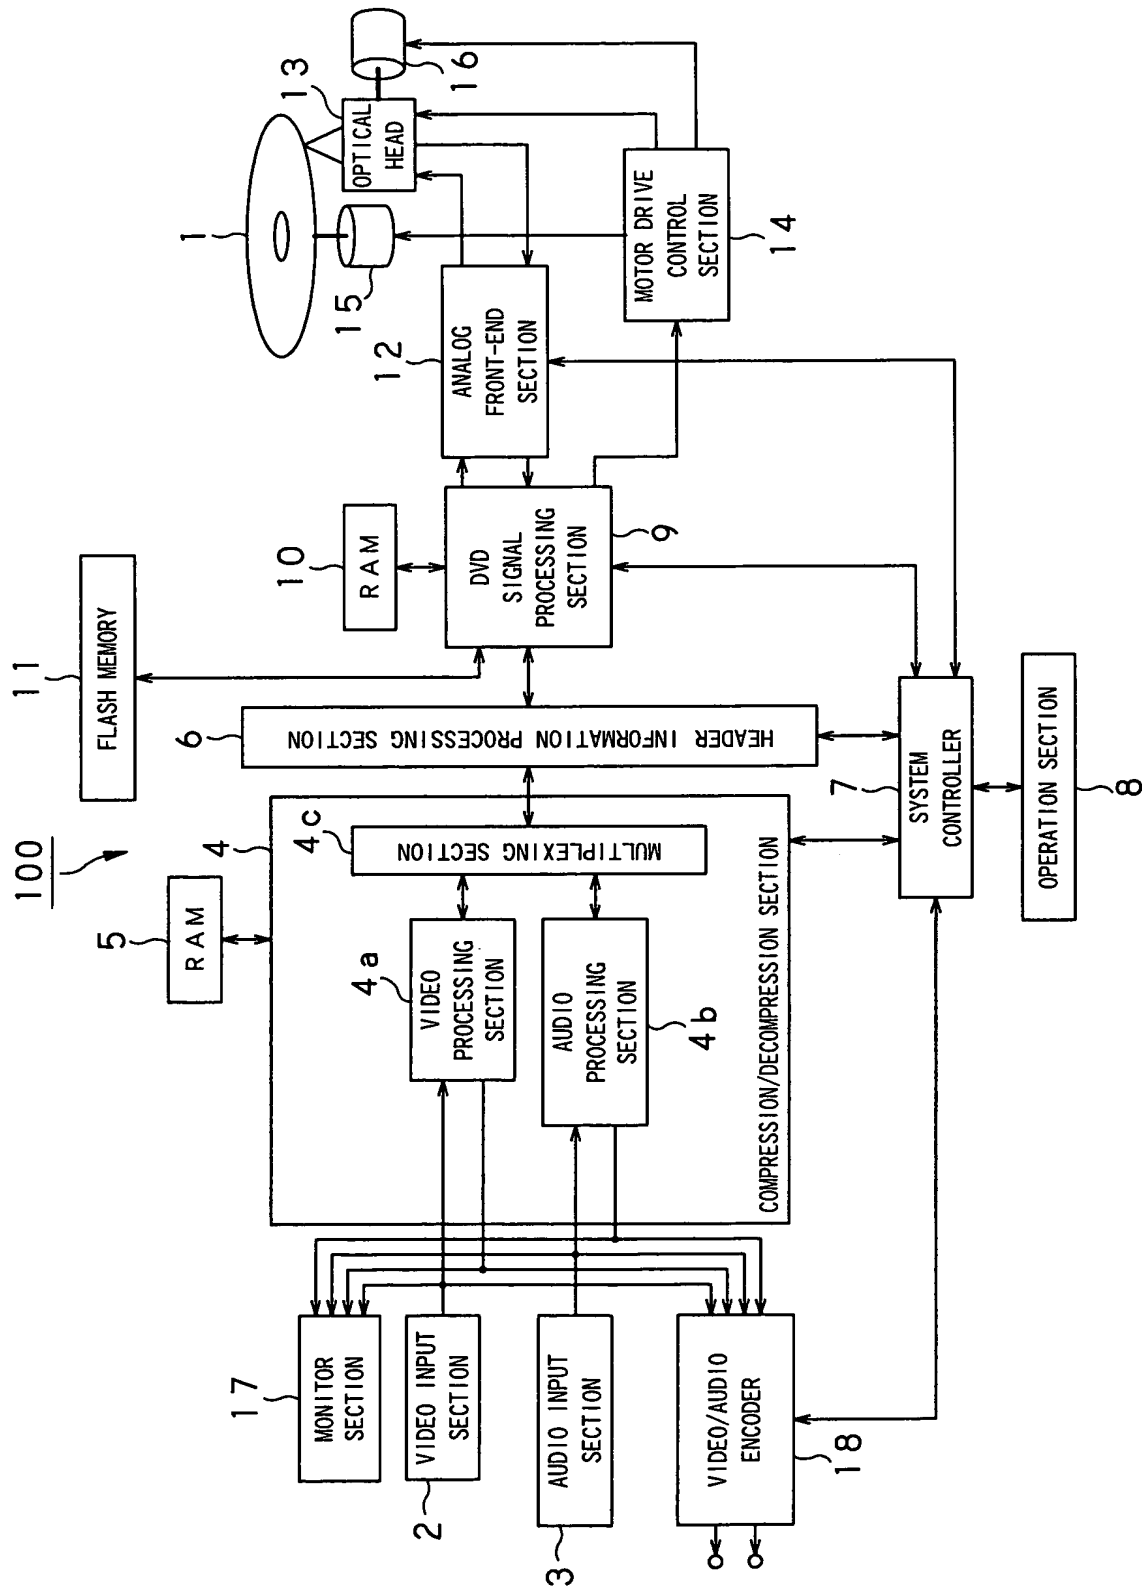 100
11
FLASH MEMORY
5
RAM
10
RAM
1
13
OPTICAL
HEAD
16
15
4
4c
MULTIPLEXING SECTION
6
HEADER INFORMATION PROCESSING SECTION
12
ANALOG
FRONT-END
SECTION
DVD
SIGNAL
PROCESSING
SECTION
9
MOTOR DRIVE
CONTROL
SECTION
14
17
MONITOR
SECTION
VIDEO INPUT
SECTION
2
AUDIO INPUT
SECTION
3
4a
VIDEO
PROCESSING
SECTION
AUDIO
PROCESSING
SECTION
4b
COMPRESSION/DECOMPRESSION SECTION
VIDEO/AUDIO
ENCODER
18
7
SYSTEM
CONTROLLER
OPERATION SECTION
8